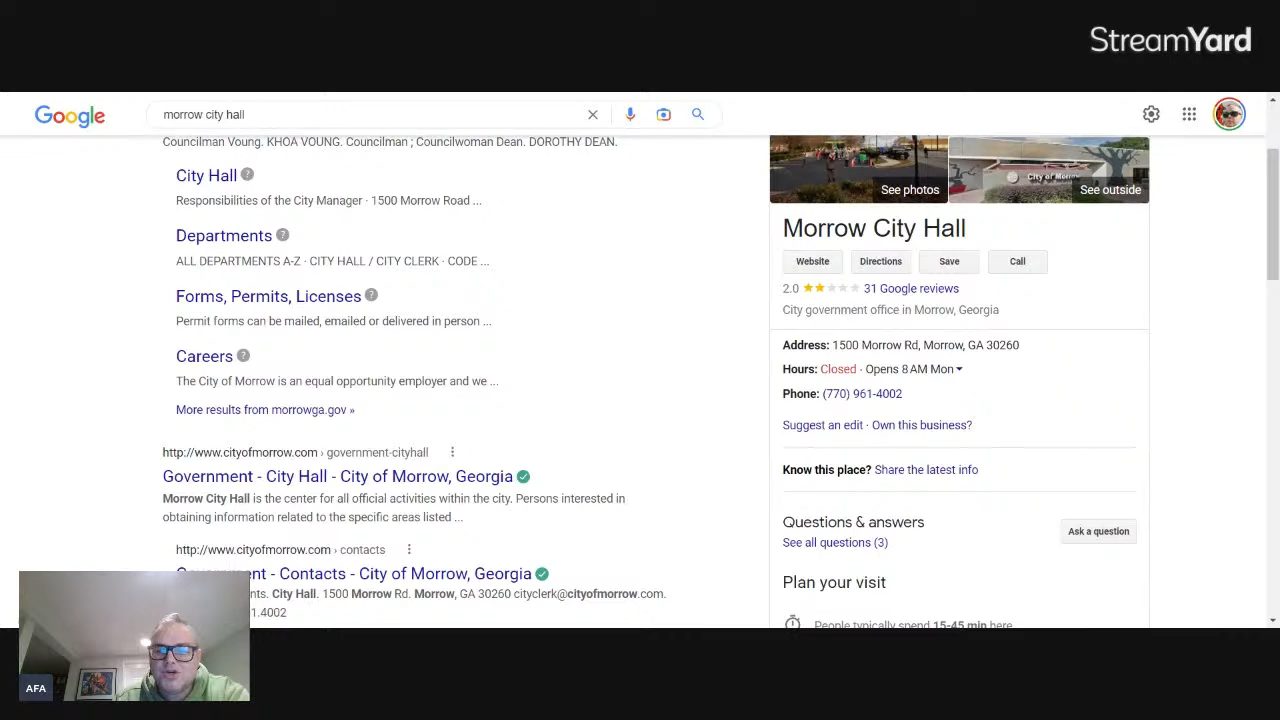 StreamYard
Google
morrow city hall
Councilman Voung. KHOA VOUNG. Councilman ; Councilwoman Dean. DOROTHY DEAN.
City Hall
Responsibilities of the City Manager · 1500 Morrow Road ...
Departments
ALL DEPARTMENTS A-Z · CITY HALL / CITY CLERK · CODE ...
Forms, Permits, Licenses
Permit forms can be mailed, emailed or delivered in person ...
Careers
The City of Morrow is an equal opportunity employer and we ...
More results from morrowga.gov »
http://www.cityofmorrow.com › government-cityhall
Government - City Hall - City of Morrow, Georgia
Morrow City Hall is the center for all official activities within the city. Persons interested in
obtaining information related to the specific areas listed ...
http://www.cityofmorrow.com › contacts
nt - Contacts - City of Morrow, Georgia
nts. City Hall. 1500 Morrow Rd. Morrow, GA 30260 cityclerk@cityofmorrow.com.
1.4002
See photos
City of Morrow
See outside
Morrow City Hall
Website Directions Save Call
2.0 31 Google reviews
City government office in Morrow, Georgia
Address: 1500 Morrow Rd, Morrow, GA 30260
Hours: Closed · Opens 8 AM Mon
Phone: (770) 961-4002
Suggest an edit · Own this business?
Know this place? Share the latest info
Questions & answers
See all questions (3)
Ask a question
Plan your visit
People typically spend 15-45 min here
AFA